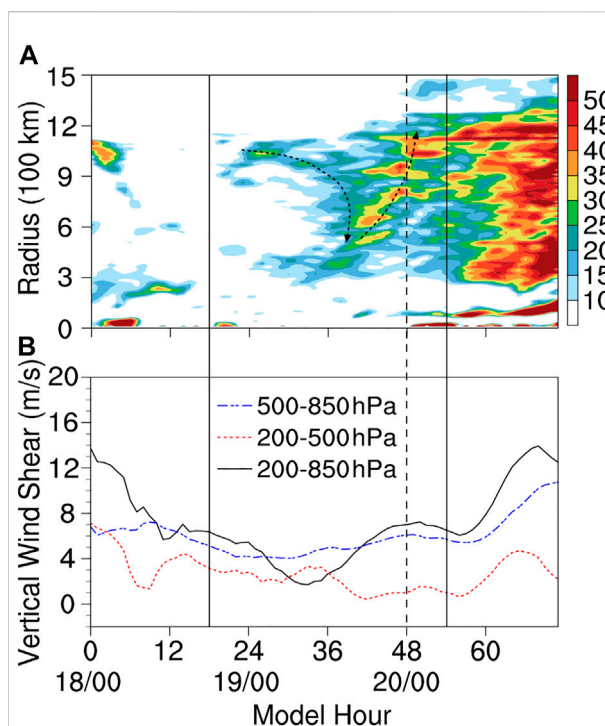 A
15
12
9
6
3
0
Radius (100 km)
50
45
40
35
30
25
20
15
10
B
20
16
12
8
4
0
Vertical Wind Shear (m/s)
500-850hPa
200-500hPa
200-850hPa
0 12 24 36 48 60
18/00 19/00 20/00
Model Hour